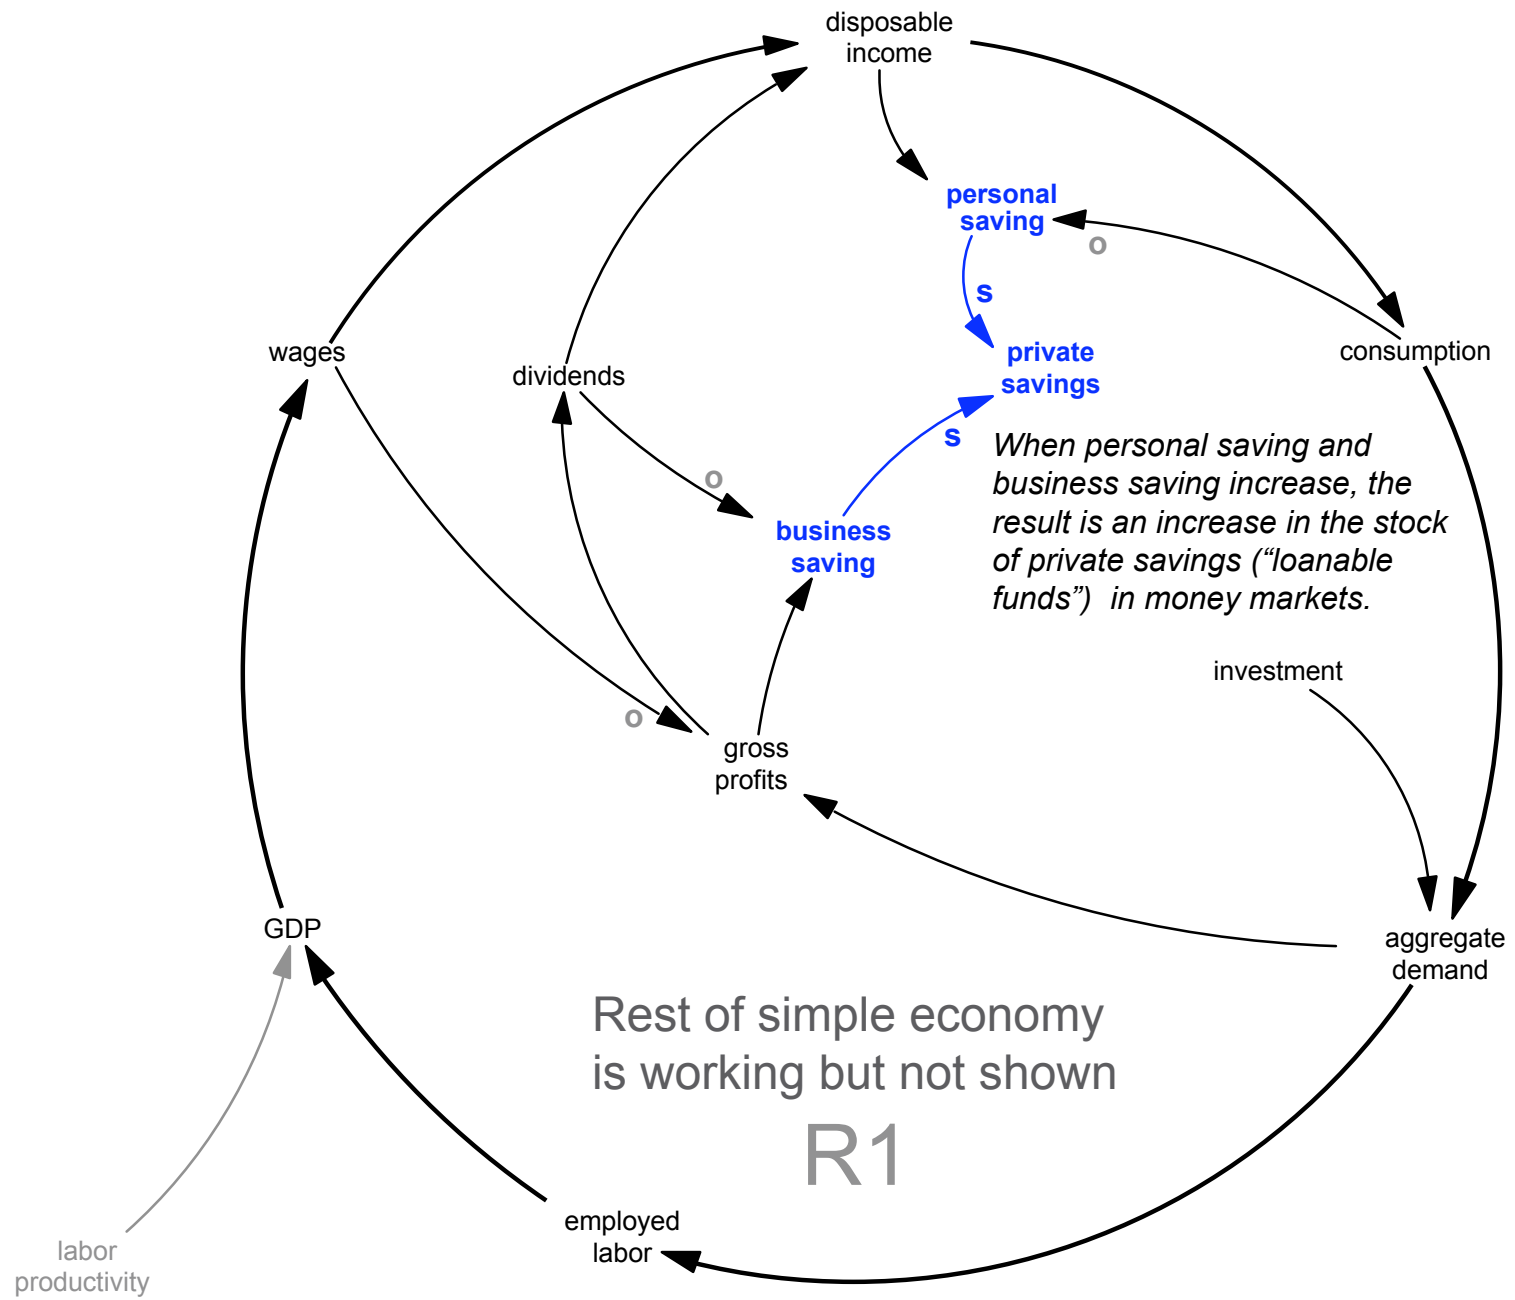 disposable
income
personal
saving
o
s
wages
private
savings
consumption
dividends
s
When personal saving and
business saving increase, the
result is an increase in the stock
of private savings (“loanable
funds”)  in money markets.
o
business
saving
investment
o
gross
profits
GDP
aggregate
demand
Rest of simple economy
is working but not shown
R1
employed
labor
labor
productivity